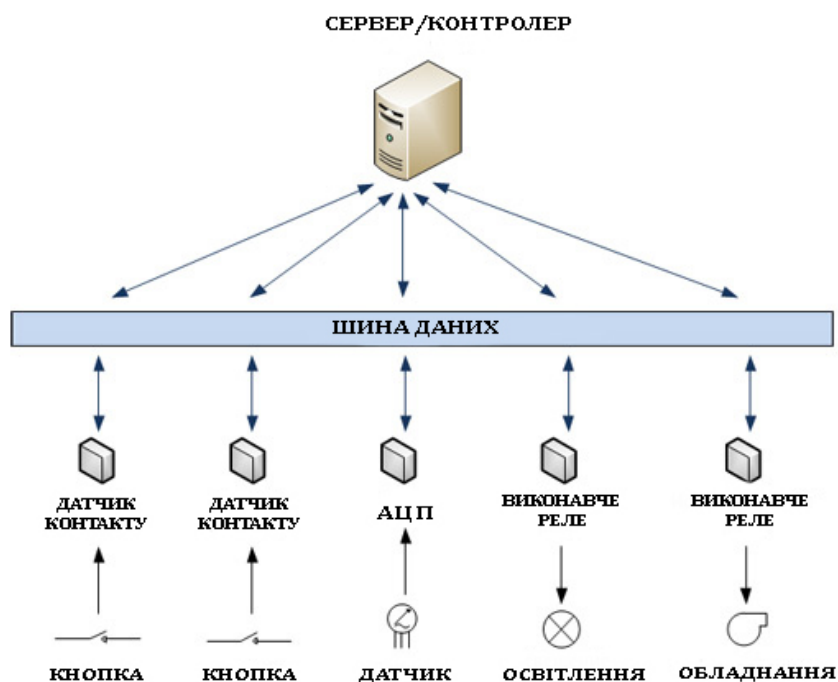 СЕРВЕР/КОНТРОЛЕР
ШИНА ДАНИХ
ДАТЧИК
КОНТАКТУ
ДАТЧИК
КОНТАКТУ
АЦП
ВИКОНАВЧЕ
РЕЛЕ
ВИКОНАВЧЕ
РЕЛЕ
КНОПКА
КНОПКА
ДАТЧИК
ОСВІТЛЕННЯ
ОБЛАДНАННЯ